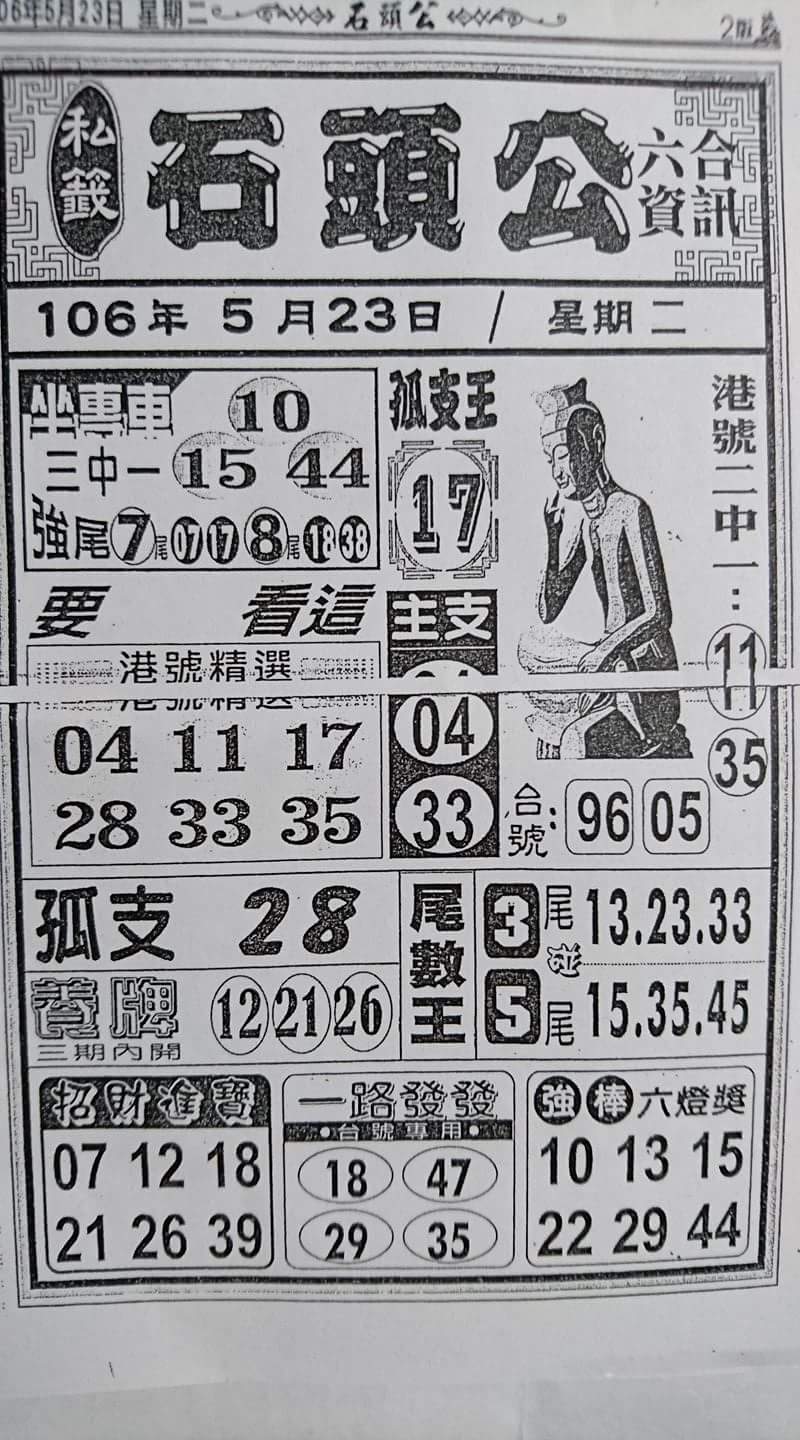 06年5月23日 星期二
石頭公
2版
私籤
石頭公
六合
資訊
106年 5月23日 / 星期二
坐專車
10
三中一 15 44
強尾7尾07 17 8尾18 38
孤支王
17
港號二中一：
11
35
要 看這
港號精選
04 11 17
28 33 35
主支
04
33
台號：96 05
孤支 28
養牌 12 21 26
三期內開
尾數王
3尾 13.23.33
碰
5尾 15.35.45
招財進寶
07 12 18
21 26 39
一路發發
•台號專用•
18 47
29 35
強棒六燈獎
10 13 15
22 29 44